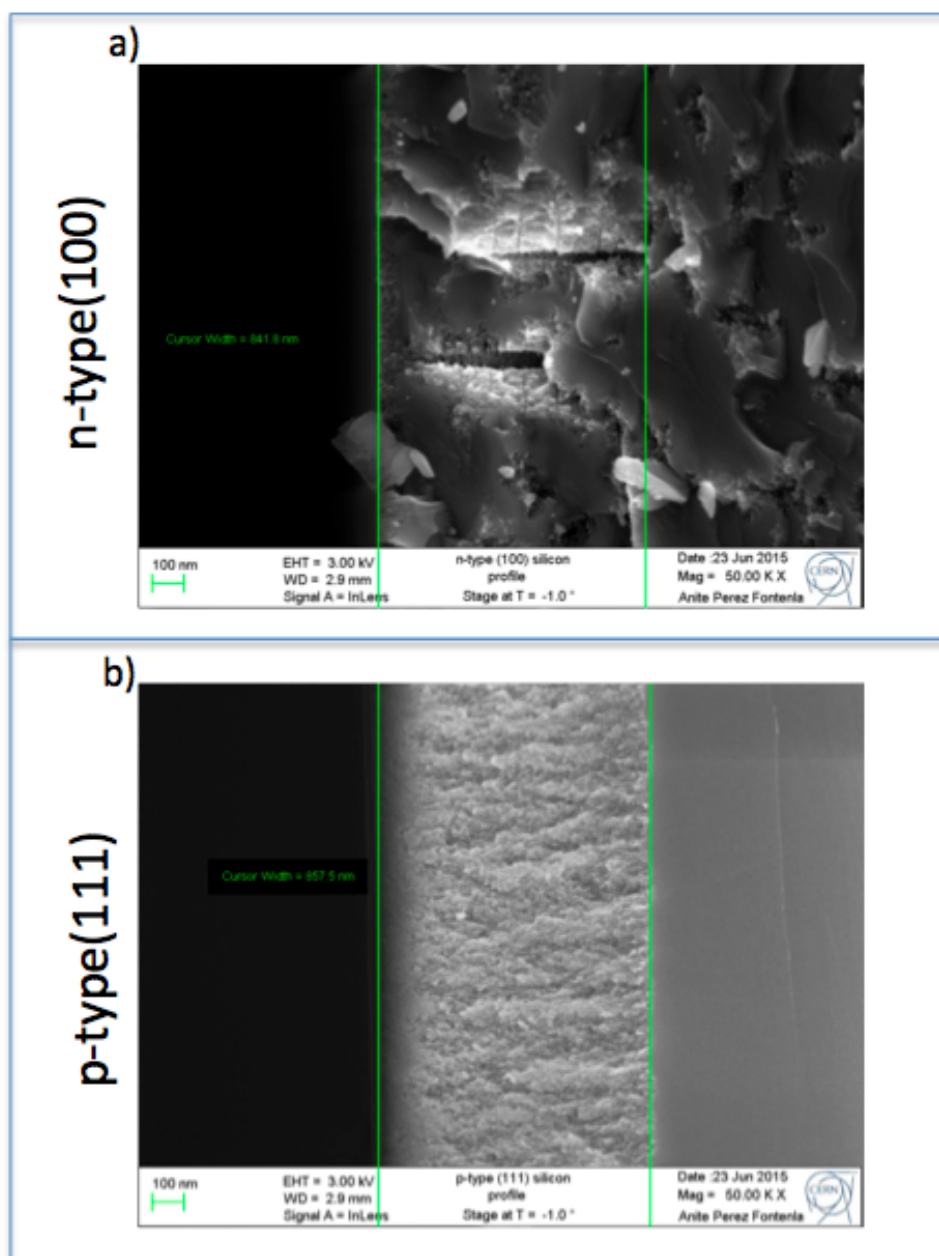 a)
n-type(100)
Cursor Width = 841.8 nm
100 nm
EHT = 3.00 kV
WD = 2.9 mm
Signal A = InLens
n-type (100) silicon
profile
Stage at T = -1.0 °
Date :23 Jun 2015
Mag = 50.00 K X
Anite Perez Fontenla
CERN
b)
p-type(111)
Cursor Width = 857.5 nm
100 nm
EHT = 3.00 kV
WD = 2.9 mm
Signal A = InLens
p-type (111) silicon
profile
Stage at T = -1.0 °
Date :23 Jun 2015
Mag = 50.00 K X
Anite Perez Fontenla
CERN